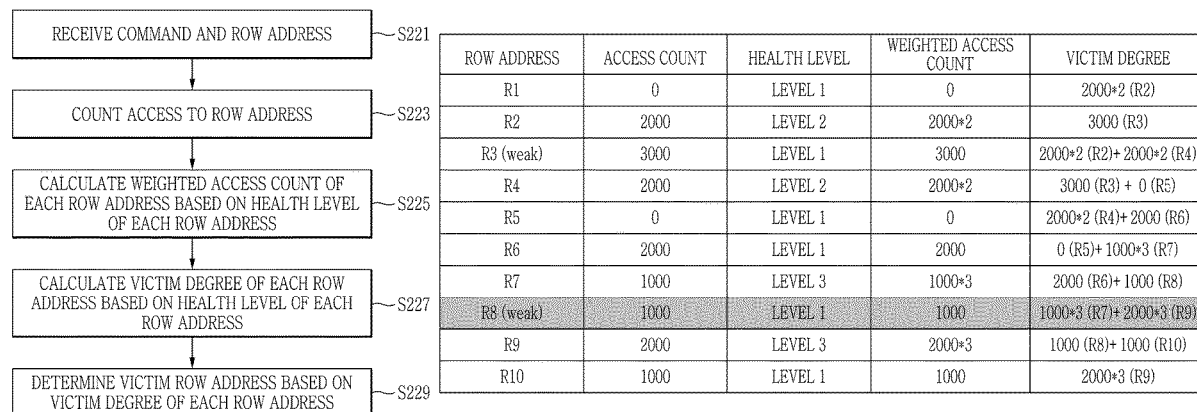 RECEIVE COMMAND AND ROW ADDRESS
S221
COUNT ACCESS TO ROW ADDRESS
S223
CALCULATE WEIGHTED ACCESS COUNT OF
EACH ROW ADDRESS BASED ON HEALTH LEVEL
OF EACH ROW ADDRESS
S225
CALCULATE VICTIM DEGREE OF EACH ROW
ADDRESS BASED ON HEALTH LEVEL OF EACH
ROW ADDRESS
S227
DETERMINE VICTIM ROW ADDRESS BASED ON
VICTIM DEGREE OF EACH ROW ADDRESS
S229
ROW ADDRESS ACCESS COUNT HEALTH LEVEL WEIGHTED ACCESS COUNT VICTIM DEGREE
R1 0 LEVEL 1 0 2000*2 (R2)
R2 2000 LEVEL 2 2000*2 3000 (R3)
R3 (weak) 3000 LEVEL 1 3000 2000*2 (R2)+ 2000*2 (R4)
R4 2000 LEVEL 2 2000*2 3000 (R3) + 0 (R5)
R5 0 LEVEL 1 0 2000*2 (R4)+ 2000 (R6)
R6 2000 LEVEL 1 2000 0 (R5)+ 1000*3 (R7)
R7 1000 LEVEL 3 1000*3 2000 (R6)+ 1000 (R8)
R8 (weak) 1000 LEVEL 1 1000 1000*3 (R7)+ 2000*3 (R9)
R9 2000 LEVEL 3 2000*3 1000 (R8)+ 1000 (R10)
R10 1000 LEVEL 1 1000 2000*3 (R9)